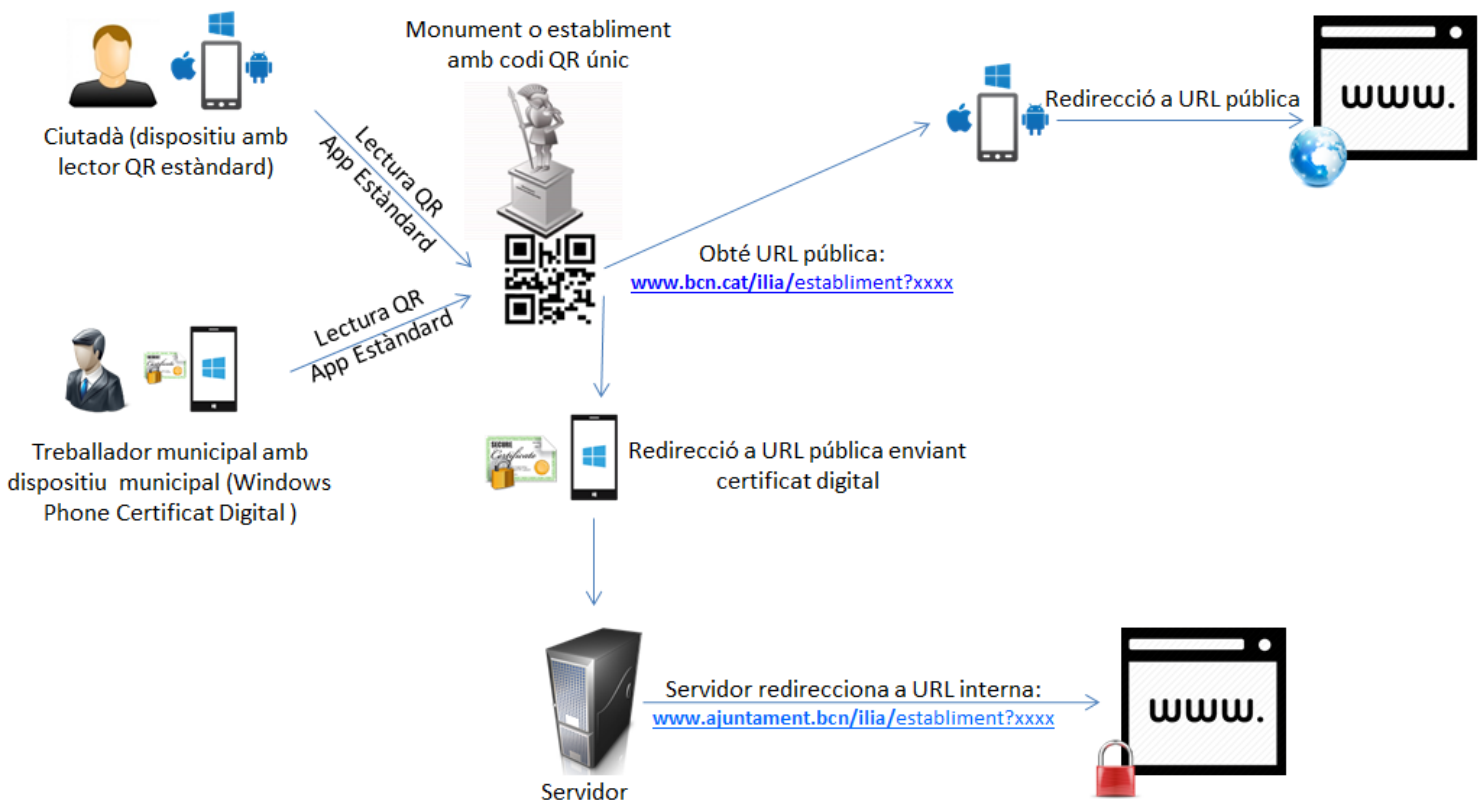 Monument o establiment
amb codi QR únic
Ciutadà (dispositiu amb
lector QR estàndard)
Lectura QR
App Estàndard
Redirecció a URL pública
www.
Obté URL pública:
www.bcn.cat/ilia/establiment?xxxx
Lectura QR
App Estàndard
Treballador municipal amb
dispositiu municipal (Windows
Phone Certificat Digital )
SECURE
Certificate
Redirecció a URL pública enviant
certificat digital
Servidor redirecciona a URL interna:
www.ajuntament.bcn/ilia/establiment?xxxx
www.
Servidor